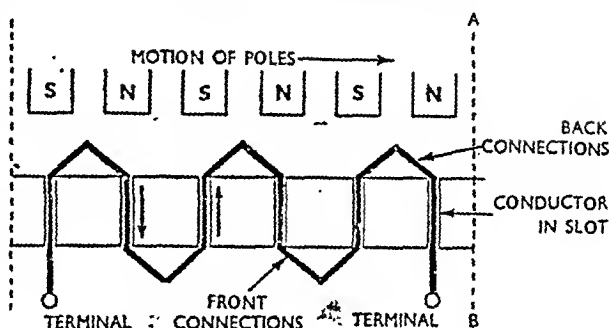 A
MOTION OF POLES
S N S N S N
BACK
CONNECTIONS
CONDUCTOR
IN SLOT
FRONT
CONNECTIONS
TERMINAL
TERMINAL
B